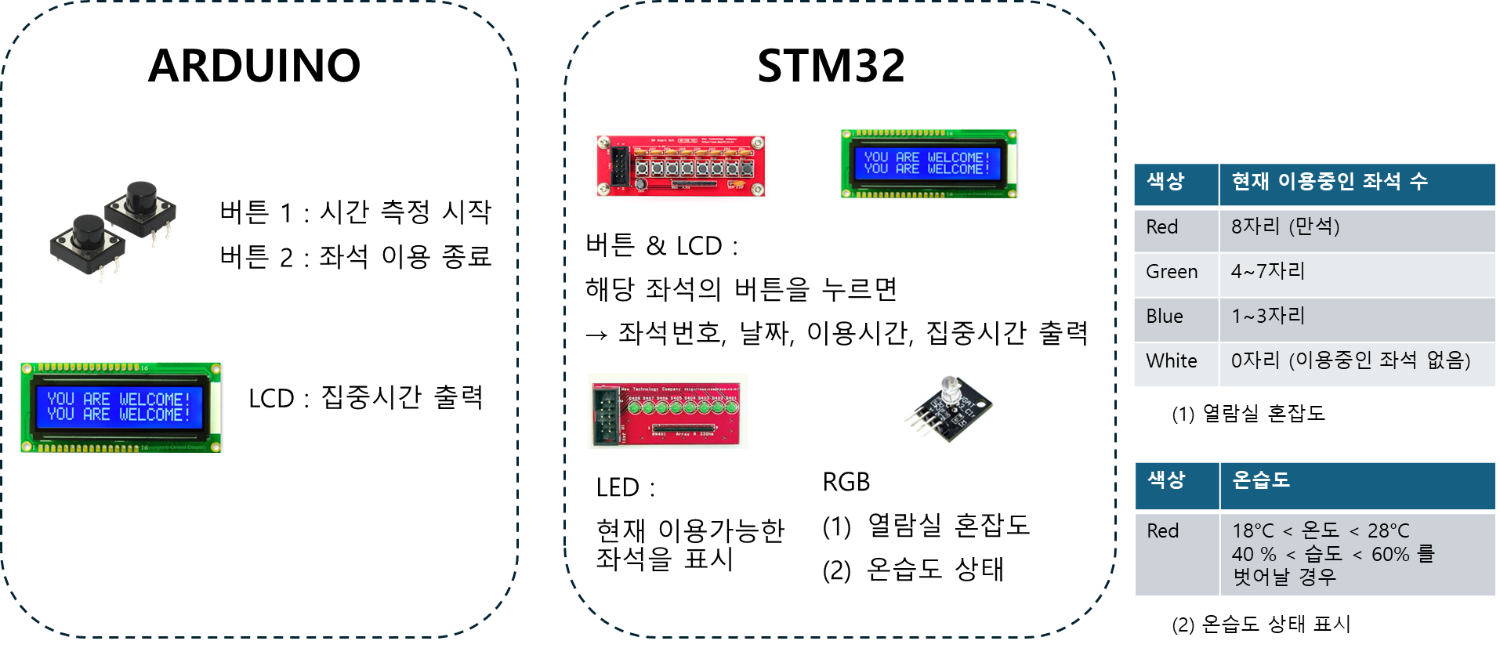 ARDUINO
버튼 1 : 시간 측정 시작
버튼 2 : 좌석 이용 종료
YOU ARE WELCOME!
YOU ARE WELCOME!
LCD : 집중시간 출력
STM32
YOU ARE WELCOME!
YOU ARE WELCOME!
버튼 & LCD :
해당 좌석의 버튼을 누르면
→ 좌석번호, 날짜, 이용시간, 집중시간 출력
LED :
현재 이용가능한
좌석을 표시
RGB
(1) 열람실 혼잡도
(2) 온습도 상태
색상 현재 이용중인 좌석 수
Red 8자리 (만석)
Green 4~7자리
Blue 1~3자리
White 0자리 (이용중인 좌석 없음)
(1) 열람실 혼잡도
색상 온습도
Red 18°C < 온도 < 28°C
40 % < 습도 < 60% 를
벗어날 경우
(2) 온습도 상태 표시